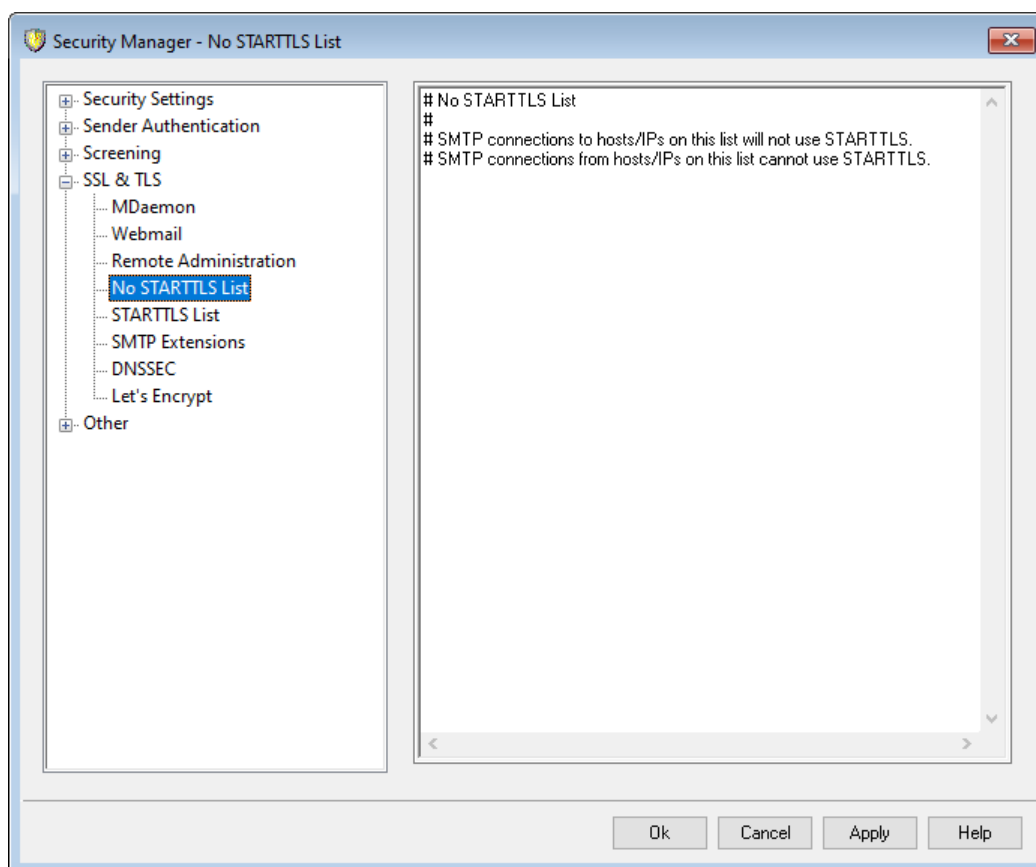 Security Manager - No STARTTLS List
Security Settings
Sender Authentication
Screening
SSL & TLS
MDaemon
Webmail
Remote Administration
No STARTTLS List
STARTTLS List
SMTP Extensions
DNSSEC
Let's Encrypt
Other
# No STARTTLS List
#
# SMTP connections to hosts/IPs on this list will not use STARTTLS.
# SMTP connections from hosts/IPs on this list cannot use STARTTLS.
Ok Cancel Apply Help